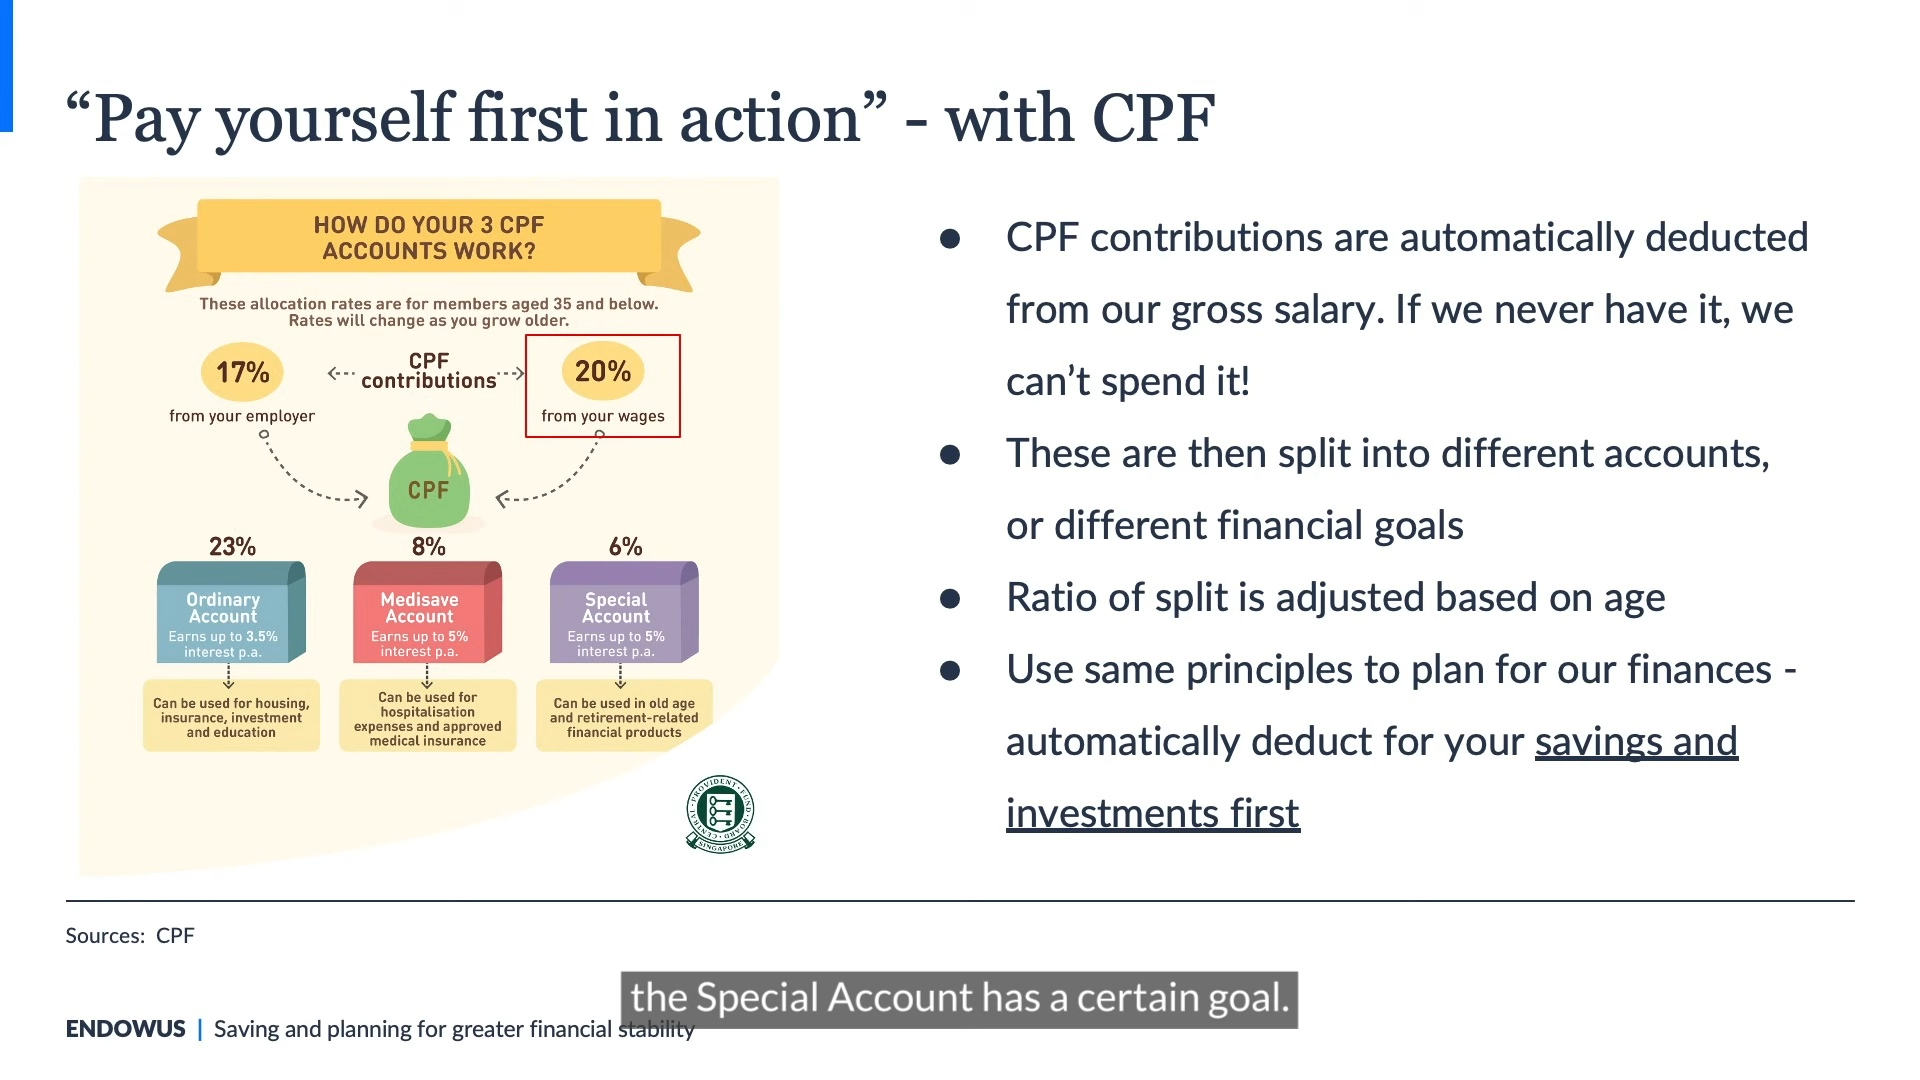 “Pay yourself first in action” - with CPF
HOW DO YOUR 3 CPF
ACCOUNTS WORK?
These allocation rates are for members aged 35 and below.
Rates will change as you grow older.
17%
from your employer
CPF
contributions
20%
from your wages
CPF
23%
Ordinary
Account
Earns up to 3.5%
interest p.a.
Can be used for housing,
insurance, investment
and education
8%
Medisave
Account
Earns up to 5%
interest p.a.
Can be used for
hospitalisation
expenses and approved
medical insurance
6%
Special
Account
Earns up to 5%
interest p.a.
Can be used in old age
and retirement-related
financial products
CENTRAL PROVIDENT FUND BOARD
SINGAPORE
● CPF contributions are automatically deducted
from our gross salary. If we never have it, we
can’t spend it!
● These are then split into different accounts,
or different financial goals
● Ratio of split is adjusted based on age
● Use same principles to plan for our finances -
automatically deduct for your savings and
investments first
Sources: CPF
the Special Account has a certain goal.
ENDOWUS | Saving and planning for greater financial stability